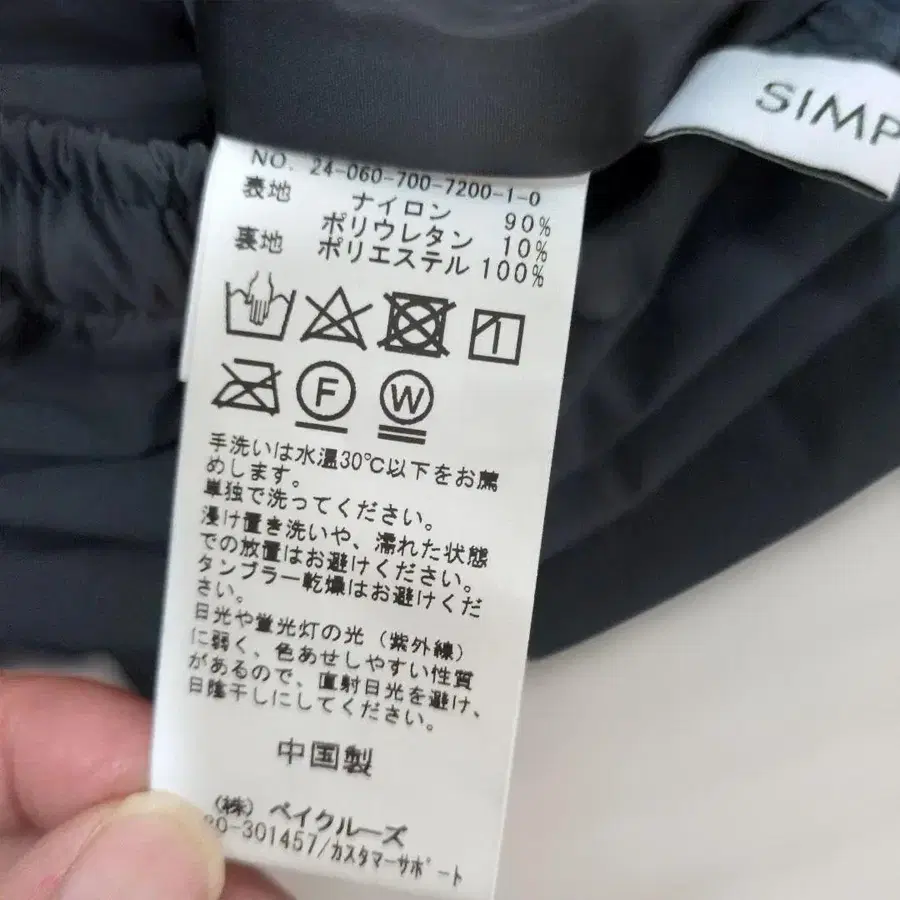 SIMP
NO. 24-060-700-7200-1-0
表地 ナイロン 90%
ポリウレタン 10%
裏地 ポリエステル 100%
F W
手洗いは水温30℃以下をお薦
めします。
単独で洗ってください。
浸け置き洗いや、濡れた状態
での放置はお避けください。
タンブラー乾燥はお避けくだ
さい。
日光や蛍光灯の光（紫外線）
に弱く、色あせしやすい性質
があるので、直射日光を避け、
日陰干しにしてください。
中国製
（株）ベイクルーズ
20-301457/カスタマーサポート